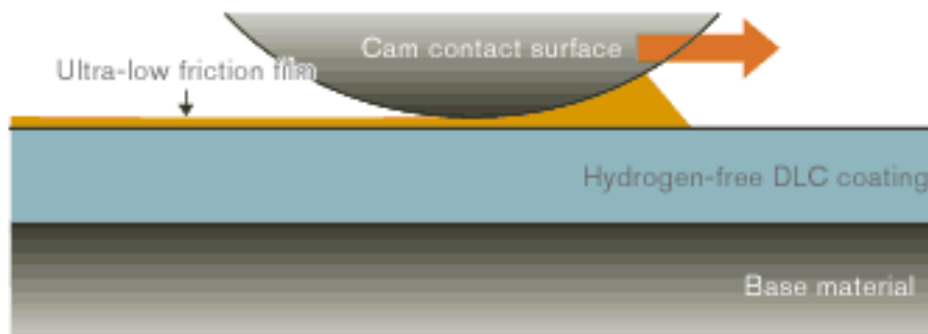 Cam contact surface
Ultra-low friction film
Hydrogen-free DLC coating
Base material